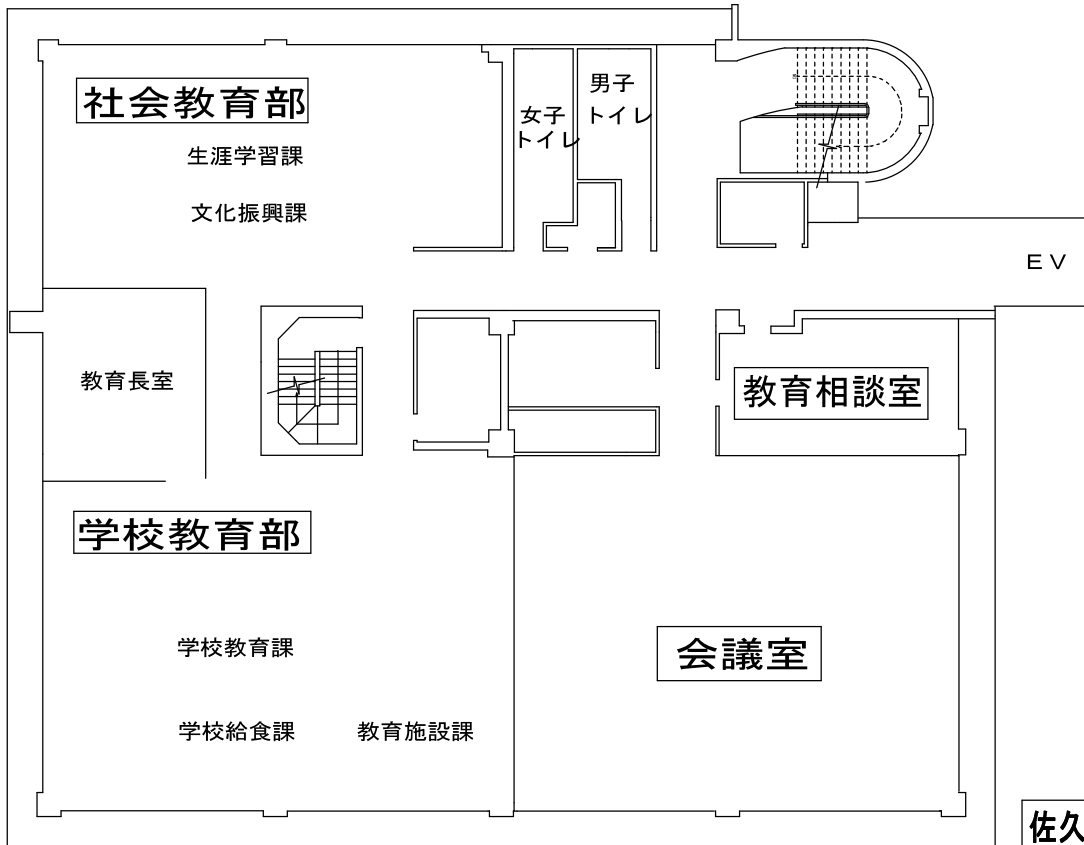 社会教育部
生涯学習課
文化振興課
女子
トイレ
男子
トイレ
EV
教育長室
教育相談室
学校教育部
学校教育課
学校給食課
教育施設課
会議室
佐久